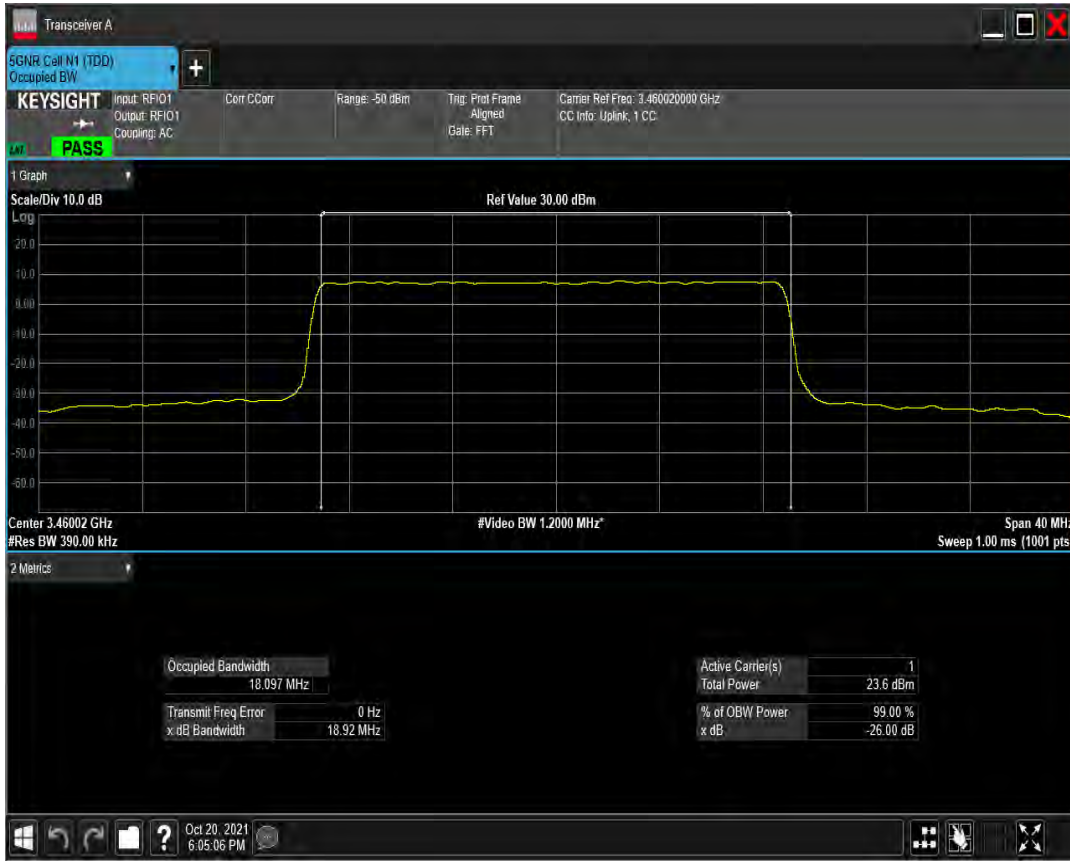 Transceiver A
5GNR Cell N1 (TDD)
Occupied BW
+
KEYSIGHT
Input: RFIO1
Output: RFIO1
Coupling: AC
Corr CCorr
Range: -50 dBm
Trig: Prot Frame
Aligned
Gate: FFT
Carrier Ref Freq: 3.460020000 GHz
CC Info: Uplink, 1 CC
PASS
1 Graph
Scale/Div 10.0 dB
Ref Value 30.00 dBm
Log
20.0
10.0
0.00
-10.0
-20.0
-30.0
-40.0
-50.0
-60.0
Center 3.46002 GHz
#Video BW 1.2000 MHz*
Span 40 MHz
#Res BW 390.00 kHz
Sweep 1.00 ms (1001 pts
2 Metrics
Occupied Bandwidth
18.097 MHz
Transmit Freq Error 0 Hz
x dB Bandwidth 18.92 MHz
Active Carrier(s) 1
Total Power 23.6 dBm
% of OBW Power 99.00 %
x dB -26.00 dB
?
Oct 20, 2021
6:05:06 PM